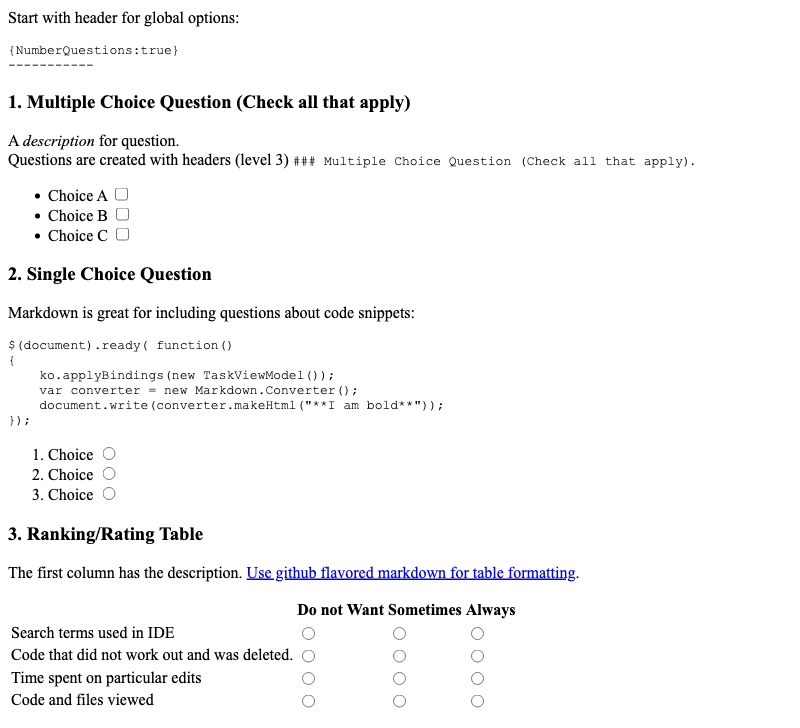 Start with header for global options:
{NumberQuestions:true}
-----------
1. Multiple Choice Question (Check all that apply)
A description for question.
Questions are created with headers (level 3) ### Multiple Choice Question (Check all that apply).
• Choice A
• Choice B
• Choice C
2. Single Choice Question
Markdown is great for including questions about code snippets:
$(document).ready( function()
{
    ko.applyBindings(new TaskViewModel());
    var converter = new Markdown.Converter();
    document.write(converter.makeHtml("**I am bold**"));
});
1. Choice
2. Choice
3. Choice
3. Ranking/Rating Table
The first column has the description. Use github flavored markdown for table formatting.
Do not Want Sometimes Always
Search terms used in IDE
Code that did not work out and was deleted.
Time spent on particular edits
Code and files viewed